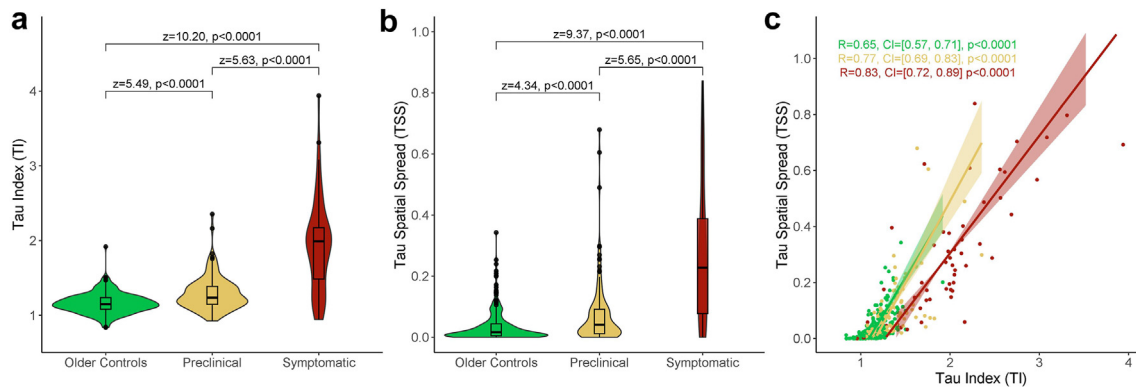 a
z=10.20, p<0.0001
z=5.63, p<0.0001
z=5.49, p<0.0001
Tau Index (TI)
4
3
2
1
Older Controls Preclinical Symptomatic
b
z=9.37, p<0.0001
z=5.65, p<0.0001
z=4.34, p<0.0001
Tau Spatial Spread (TSS)
1.0
0.8
0.6
0.4
0.2
0.0
Older Controls Preclinical Symptomatic
c
R=0.65, CI=[0.57, 0.71], p<0.0001
R=0.77, CI=[0.69, 0.83], p<0.0001
R=0.83, CI=[0.72, 0.89] p<0.0001
Tau Spatial Spread (TSS)
1.0
0.8
0.6
0.4
0.2
0.0
1 2 3 4
Tau Index (TI)